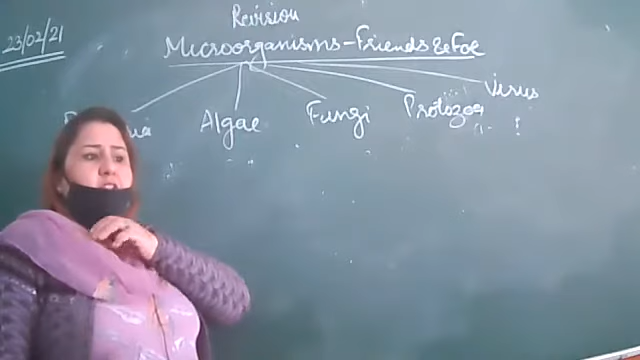 Revision
23/02/21
Microorganisms - Friends & Foe
Algae Fungi Protozoa Virus